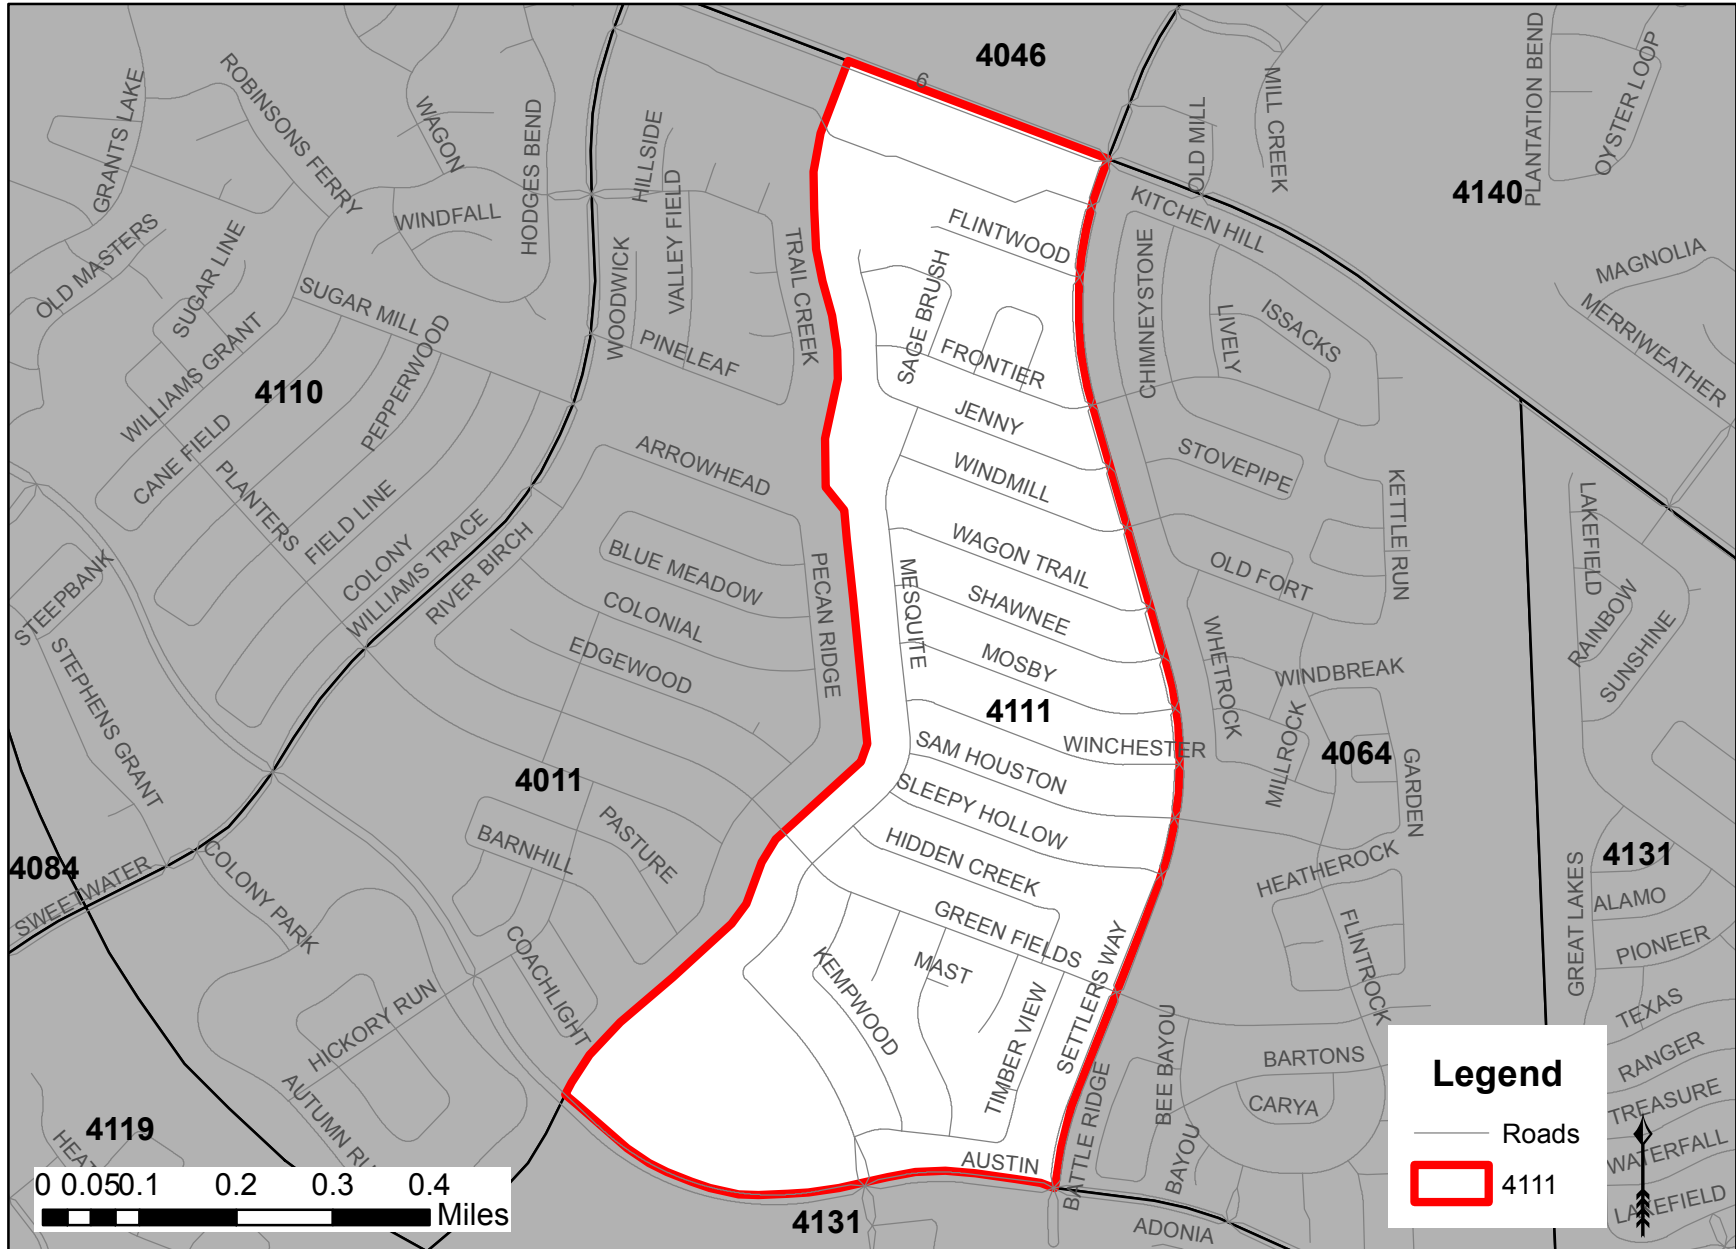 4046
6
4140
PLANTATION BEND
OYSTER LOOP
GRANTS LAKE
ROBINSONS FERRY
WAGON
HODGES BEND
HILLSIDE
VALLEY FIELD
OLD MILL
MILL CREEK
KITCHEN HILL
WINDFALL
OLD MASTERS
SUGAR LINE
SUGAR MILL
WOODWICK
TRAIL CREEK
FLINTWOOD
CHIMNEYSTONE
MAGNOLIA
MERRIWEATHER
SAGE BRUSH
LIVELY
ISSACKS
PEPPERWOOD
PINELEAF
FRONTIER
WILLIAMS GRANT
4110
CANE FIELD
JENNY
ARROWHEAD
STOVEPIPE
WINDMILL
KETTLE RUN
LAKEFIELD
PLANTERS
FIELD LINE
COLONY
WILLIAMS TRACE
RIVER BIRCH
BLUE MEADOW
PECAN RIDGE
WAGON TRAIL
OLD FORT
STEEPBANK
COLONIAL
MESQUITE
SHAWNEE
RAINBOW
SUNSHINE
EDGEWOOD
MOSBY
WHETROCK
WINDBREAK
STEPHENS GRANT
4111
WINCHESTER
MILLROCK
4064
GARDEN
4011
SAM HOUSTON
SLEEPY HOLLOW
BARNHILL
PASTURE
HIDDEN CREEK
HEATHEROCK
4131
4084
SWEETWATER
COLONY PARK
GREAT LAKES
ALAMO
GREEN FIELDS
FLINTROCK
PIONEER
COACHLIGHT
KEMPWOOD
MAST
SETTLERS WAY
TIMBER VIEW
HICKORY RUN
BEE BAYOU
TEXAS
BARTONS
RANGER
CARYA
TREASURE
AUTUMN RU
4119
HEA
BATTLE RIDGE
BAYOU
WATERFALL
AUSTIN
LAKEFIELD
4131
ADONIA
Legend
Roads
4111
0 0.05 0.1 0.2 0.3 0.4
Miles